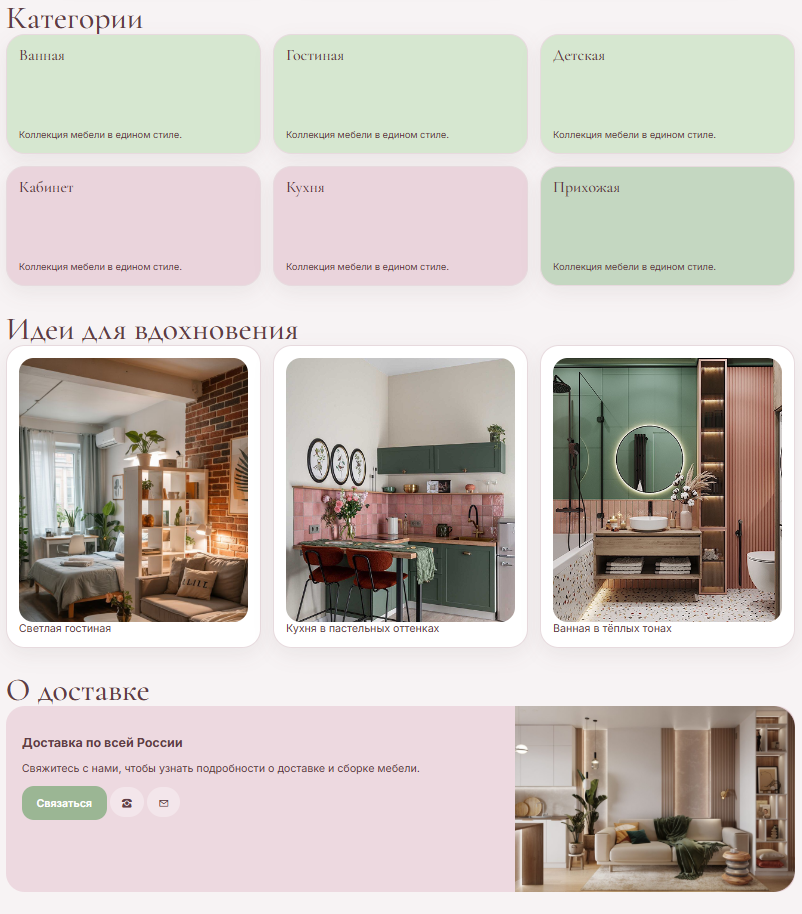 Категории
Ванная
Гостиная
Детская
Коллекция мебели в едином стиле.
Коллекция мебели в едином стиле.
Коллекция мебели в едином стиле.
Кабинет
Кухня
Прихожая
Коллекция мебели в едином стиле.
Коллекция мебели в едином стиле.
Коллекция мебели в едином стиле.
Идеи для вдохновения
Светлая гостиная
Кухня в пастельных оттенках
Ванная в тёплых тонах
О доставке
Доставка по всей России
Свяжитесь с нами, чтобы узнать подробности о доставке и сборке мебели.
Связаться